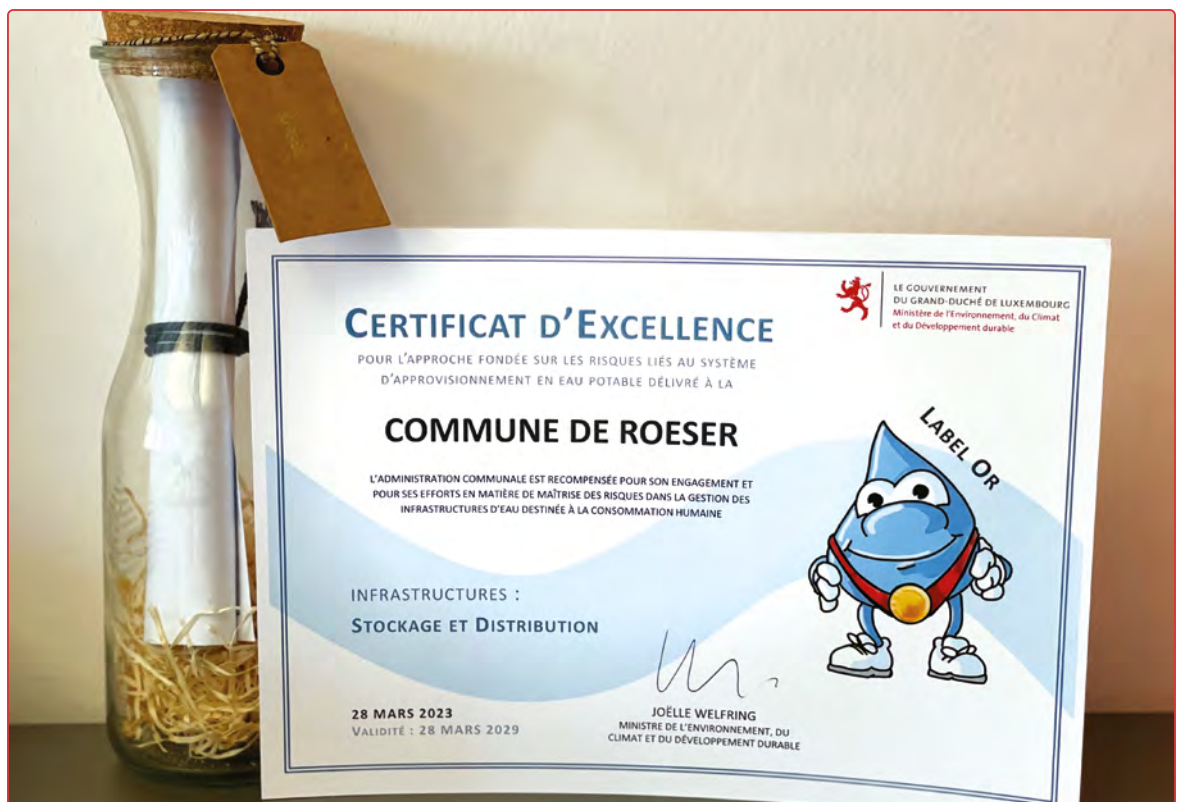 LE GOUVERNEMENT
DU GRAND-DUCHÉ DE LUXEMBOURG
Ministère de l'Environnement, du Climat
et du Développement durable
CERTIFICAT D'EXCELLENCE
POUR L'APPROCHE FONDÉE SUR LES RISQUES LIÉS AU SYSTÈME
D'APPROVISIONNEMENT EN EAU POTABLE DÉLIVRÉ À LA
COMMUNE DE ROESER
LABEL OR
L'ADMINISTRATION COMMUNALE EST RECOMPENSÉE POUR SON ENGAGEMENT ET
POUR SES EFFORTS EN MATIÈRE DE MAÎTRISE DES RISQUES DANS LA GESTION DES
INFRASTRUCTURES D'EAU DESTINÉE À LA CONSOMMATION HUMAINE
INFRASTRUCTURES :
STOCKAGE ET DISTRIBUTION
28 MARS 2023
VALIDITÉ : 28 MARS 2029
JOËLLE WELFRING
MINISTRE DE L'ENVIRONNEMENT, DU
CLIMAT ET DU DÉVELOPPEMENT DURABLE